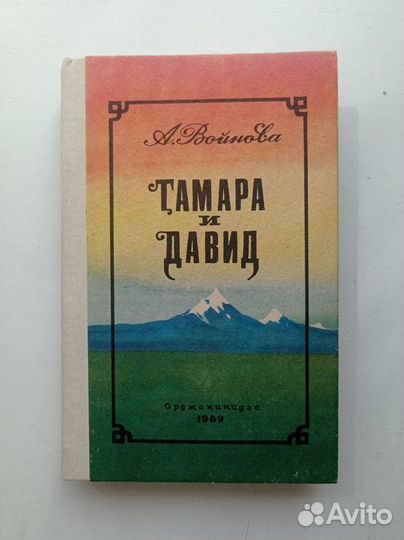 А. Войнова
ТАМАРА
И
ДАВИД
Орджоникидзе
1989
Avito